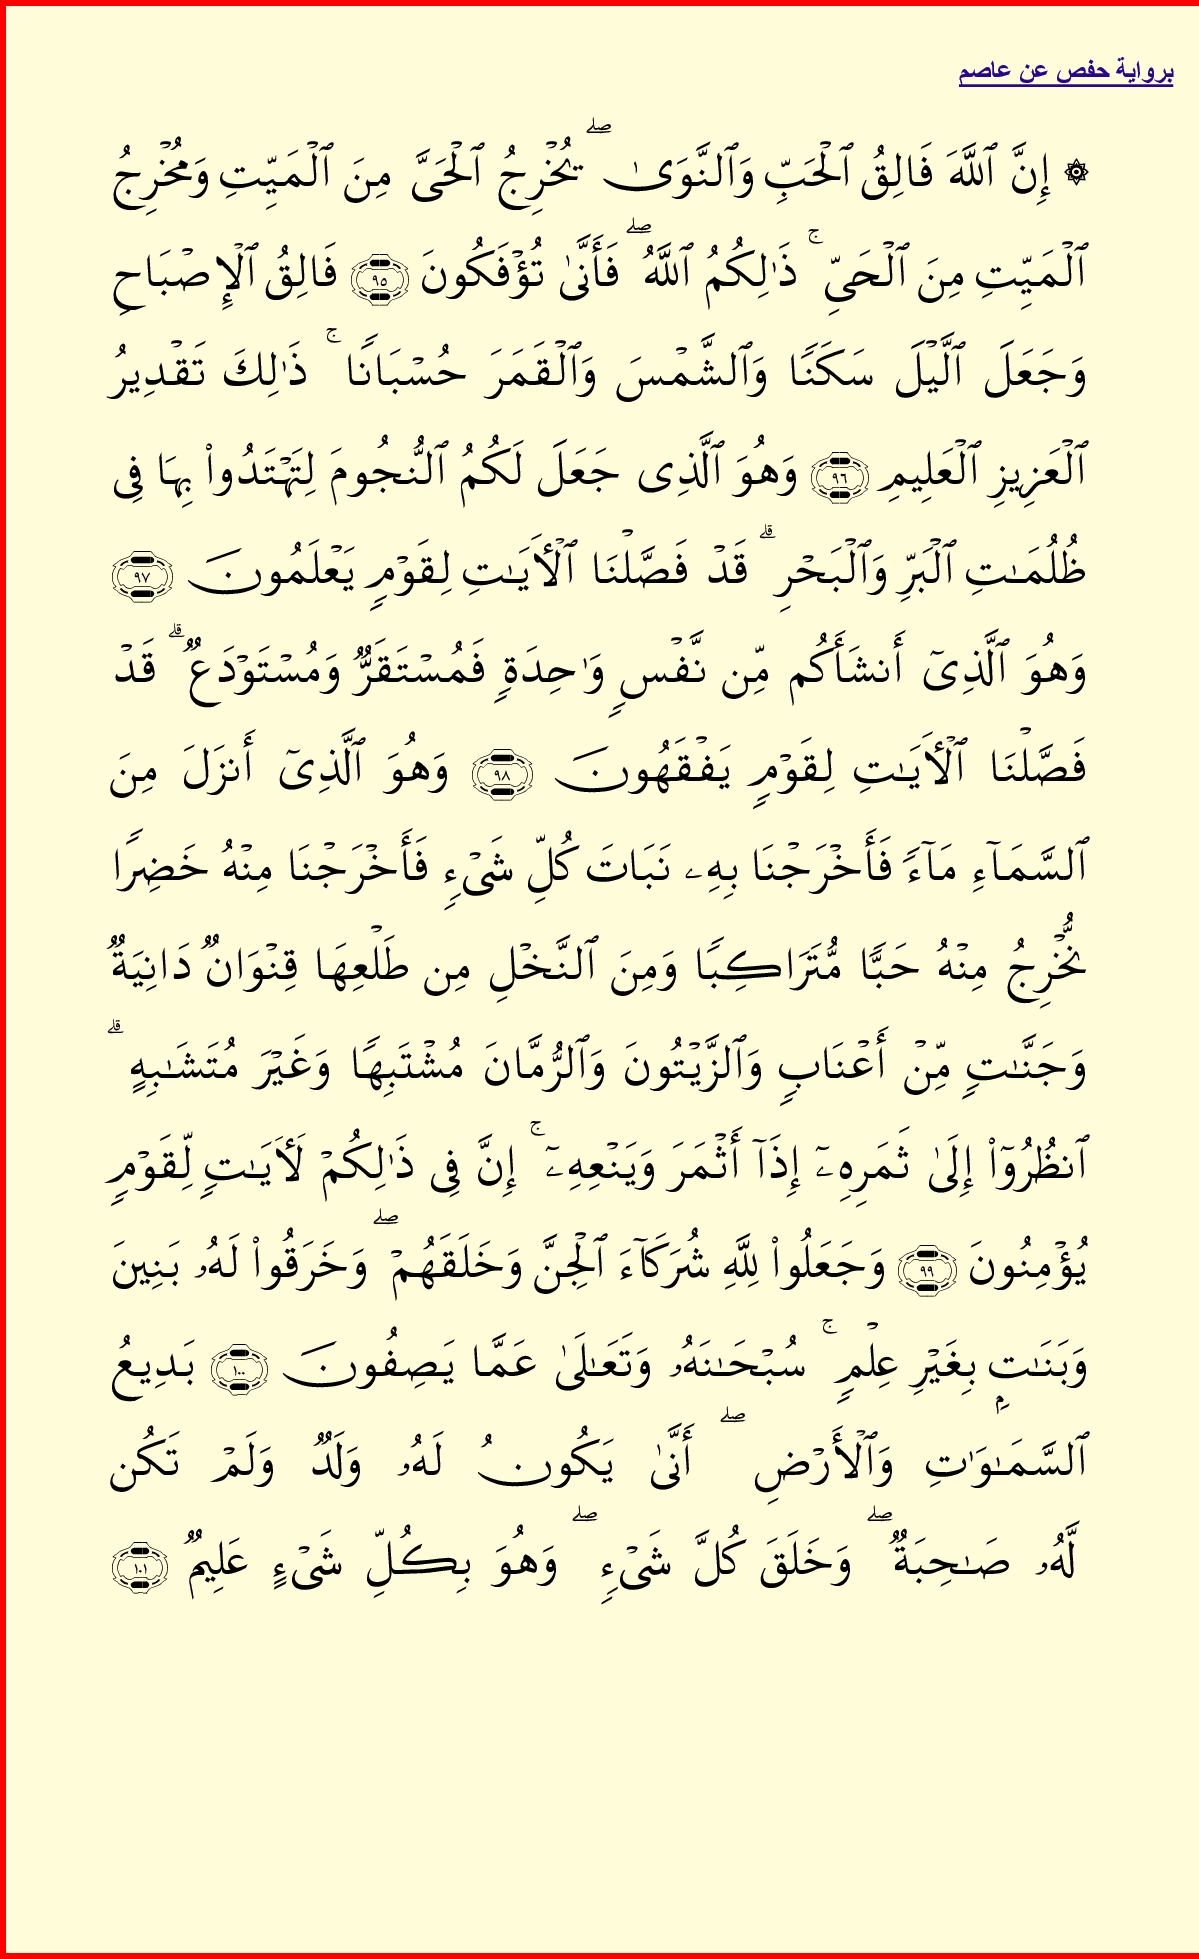 برواية حفص عن عاصم
۞ إِنَّ ٱللَّهَ فَالِقُ ٱلْحَبِّ وَٱلنَّوَىٰ ۖ يُخْرِجُ ٱلْحَىَّ مِنَ ٱلْمَيِّتِ وَمُخْرِجُ
ٱلْمَيِّتِ مِنَ ٱلْحَىِّ ۚ ذَٰلِكُمُ ٱللَّهُ ۖ فَأَنَّىٰ تُؤْفَكُونَ ٩٥ فَالِقُ ٱلْإِصْبَاحِ
وَجَعَلَ ٱلَّيْلَ سَكَنًا وَٱلشَّمْسَ وَٱلْقَمَرَ حُسْبَانًا ۚ ذَٰلِكَ تَقْدِيرُ
ٱلْعَزِيزِ ٱلْعَلِيمِ ٩٦ وَهُوَ ٱلَّذِى جَعَلَ لَكُمُ ٱلنُّجُومَ لِتَهْتَدُوا۟ بِهَا فِى
ظُلُمَـٰتِ ٱلْبَرِّ وَٱلْبَحْرِ ۗ قَدْ فَصَّلْنَا ٱلْـَٔايَـٰتِ لِقَوْمٍ يَعْلَمُونَ ٩٧
وَهُوَ ٱلَّذِىٓ أَنشَأَكُم مِّن نَّفْسٍ وَٰحِدَةٍ فَمُسْتَقَرٌّ وَمُسْتَوْدَعٌ ۗ قَدْ
فَصَّلْنَا ٱلْـَٔايَـٰتِ لِقَوْمٍ يَفْقَهُونَ ٩٨ وَهُوَ ٱلَّذِىٓ أَنزَلَ مِنَ
ٱلسَّمَآءِ مَآءً فَأَخْرَجْنَا بِهِۦ نَبَاتَ كُلِّ شَىْءٍ فَأَخْرَجْنَا مِنْهُ خَضِرًا
نُّخْرِجُ مِنْهُ حَبًّا مُّتَرَاكِبًا وَمِنَ ٱلنَّخْلِ مِن طَلْعِهَا قِنْوَانٌ دَانِيَةٌ
وَجَنَّـٰتٍ مِّنْ أَعْنَابٍ وَٱلزَّيْتُونَ وَٱلرُّمَّانَ مُشْتَبِهًا وَغَيْرَ مُتَشَـٰبِهٍ ۗ
ٱنظُرُوٓا۟ إِلَىٰ ثَمَرِهِۦٓ إِذَآ أَثْمَرَ وَيَنْعِهِۦٓ ۚ إِنَّ فِى ذَٰلِكُمْ لَـَٔايَـٰتٍ لِّقَوْمٍ
يُؤْمِنُونَ ٩٩ وَجَعَلُوا۟ لِلَّهِ شُرَكَآءَ ٱلْجِنَّ وَخَلَقَهُمْ ۖ وَخَرَقُوا۟ لَهُۥ بَنِينَ
وَبَنَـٰتٍۭ بِغَيْرِ عِلْمٍ ۚ سُبْحَـٰنَهُۥ وَتَعَـٰلَىٰ عَمَّا يَصِفُونَ ١٠٠ بَدِيعُ
ٱلسَّمَـٰوَٰتِ وَٱلْأَرْضِ ۖ أَنَّىٰ يَكُونُ لَهُۥ وَلَدٌ وَلَمْ تَكُن
لَّهُۥ صَـٰحِبَةٌ ۖ وَخَلَقَ كُلَّ شَىْءٍ ۖ وَهُوَ بِكُلِّ شَىْءٍ عَلِيمٌ ١٠١